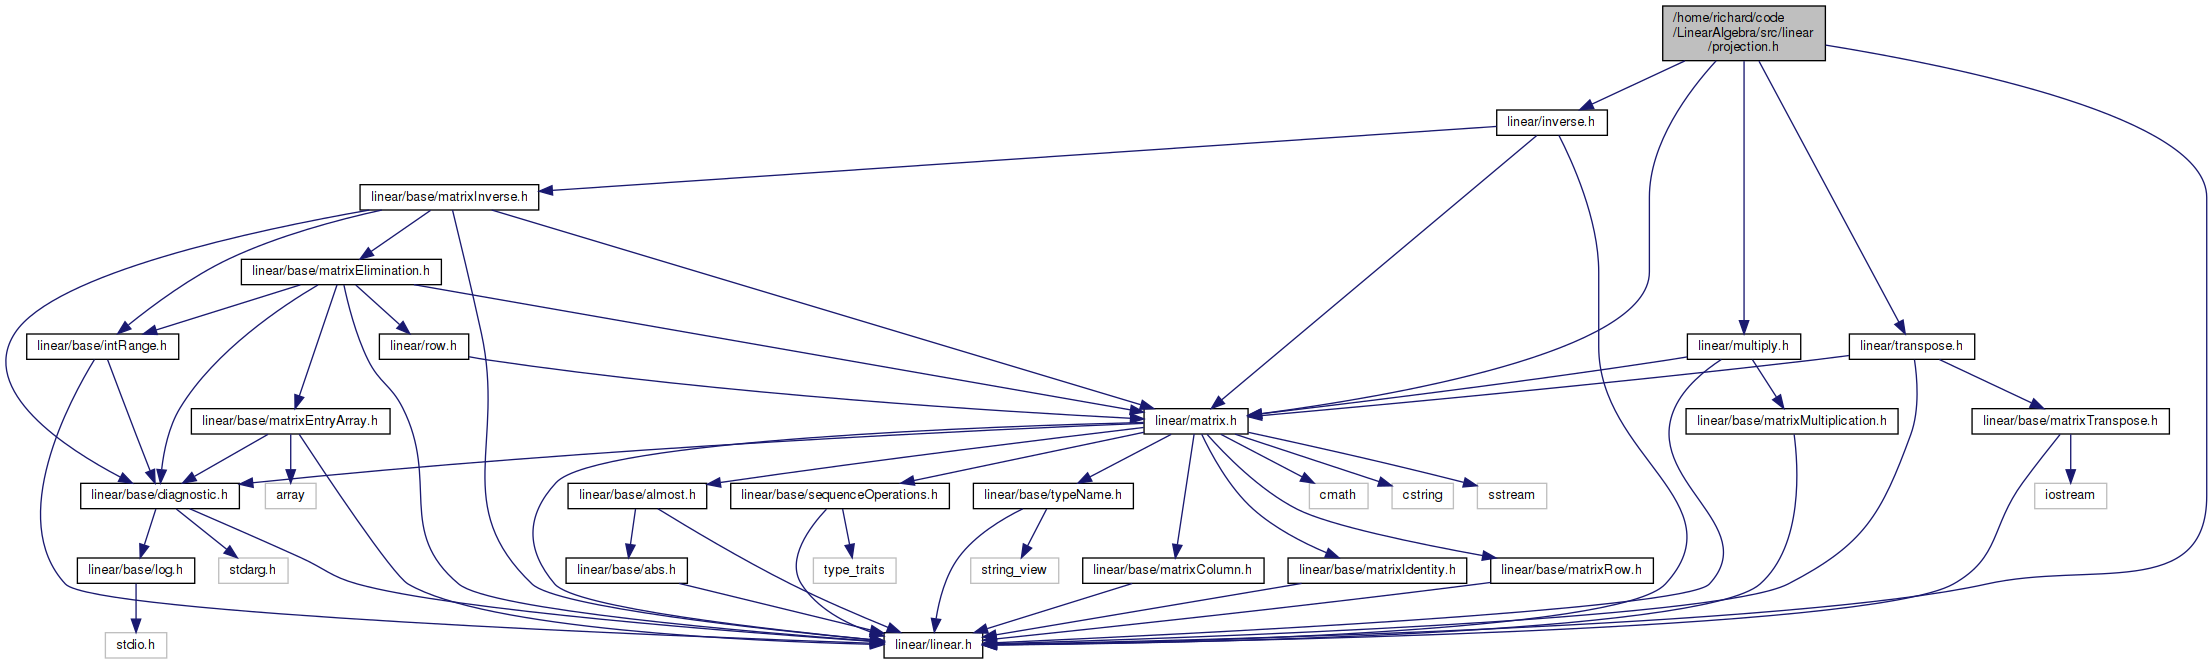 /home/richard/code
/LinearAlgebra/src/linear
/projection.h
linear/inverse.h
linear/base/matrixInverse.h
linear/base/matrixElimination.h
linear/base/intRange.h
linear/row.h
linear/multiply.h
linear/transpose.h
linear/base/matrixEntryArray.h
linear/matrix.h
linear/base/matrixMultiplication.h
linear/base/matrixTranspose.h
linear/base/diagnostic.h
array
linear/base/almost.h
linear/base/sequenceOperations.h
linear/base/typeName.h
cmath
cstring
sstream
iostream
linear/base/log.h
stdarg.h
linear/base/abs.h
type_traits
string_view
linear/base/matrixColumn.h
linear/base/matrixIdentity.h
linear/base/matrixRow.h
stdio.h
linear/linear.h